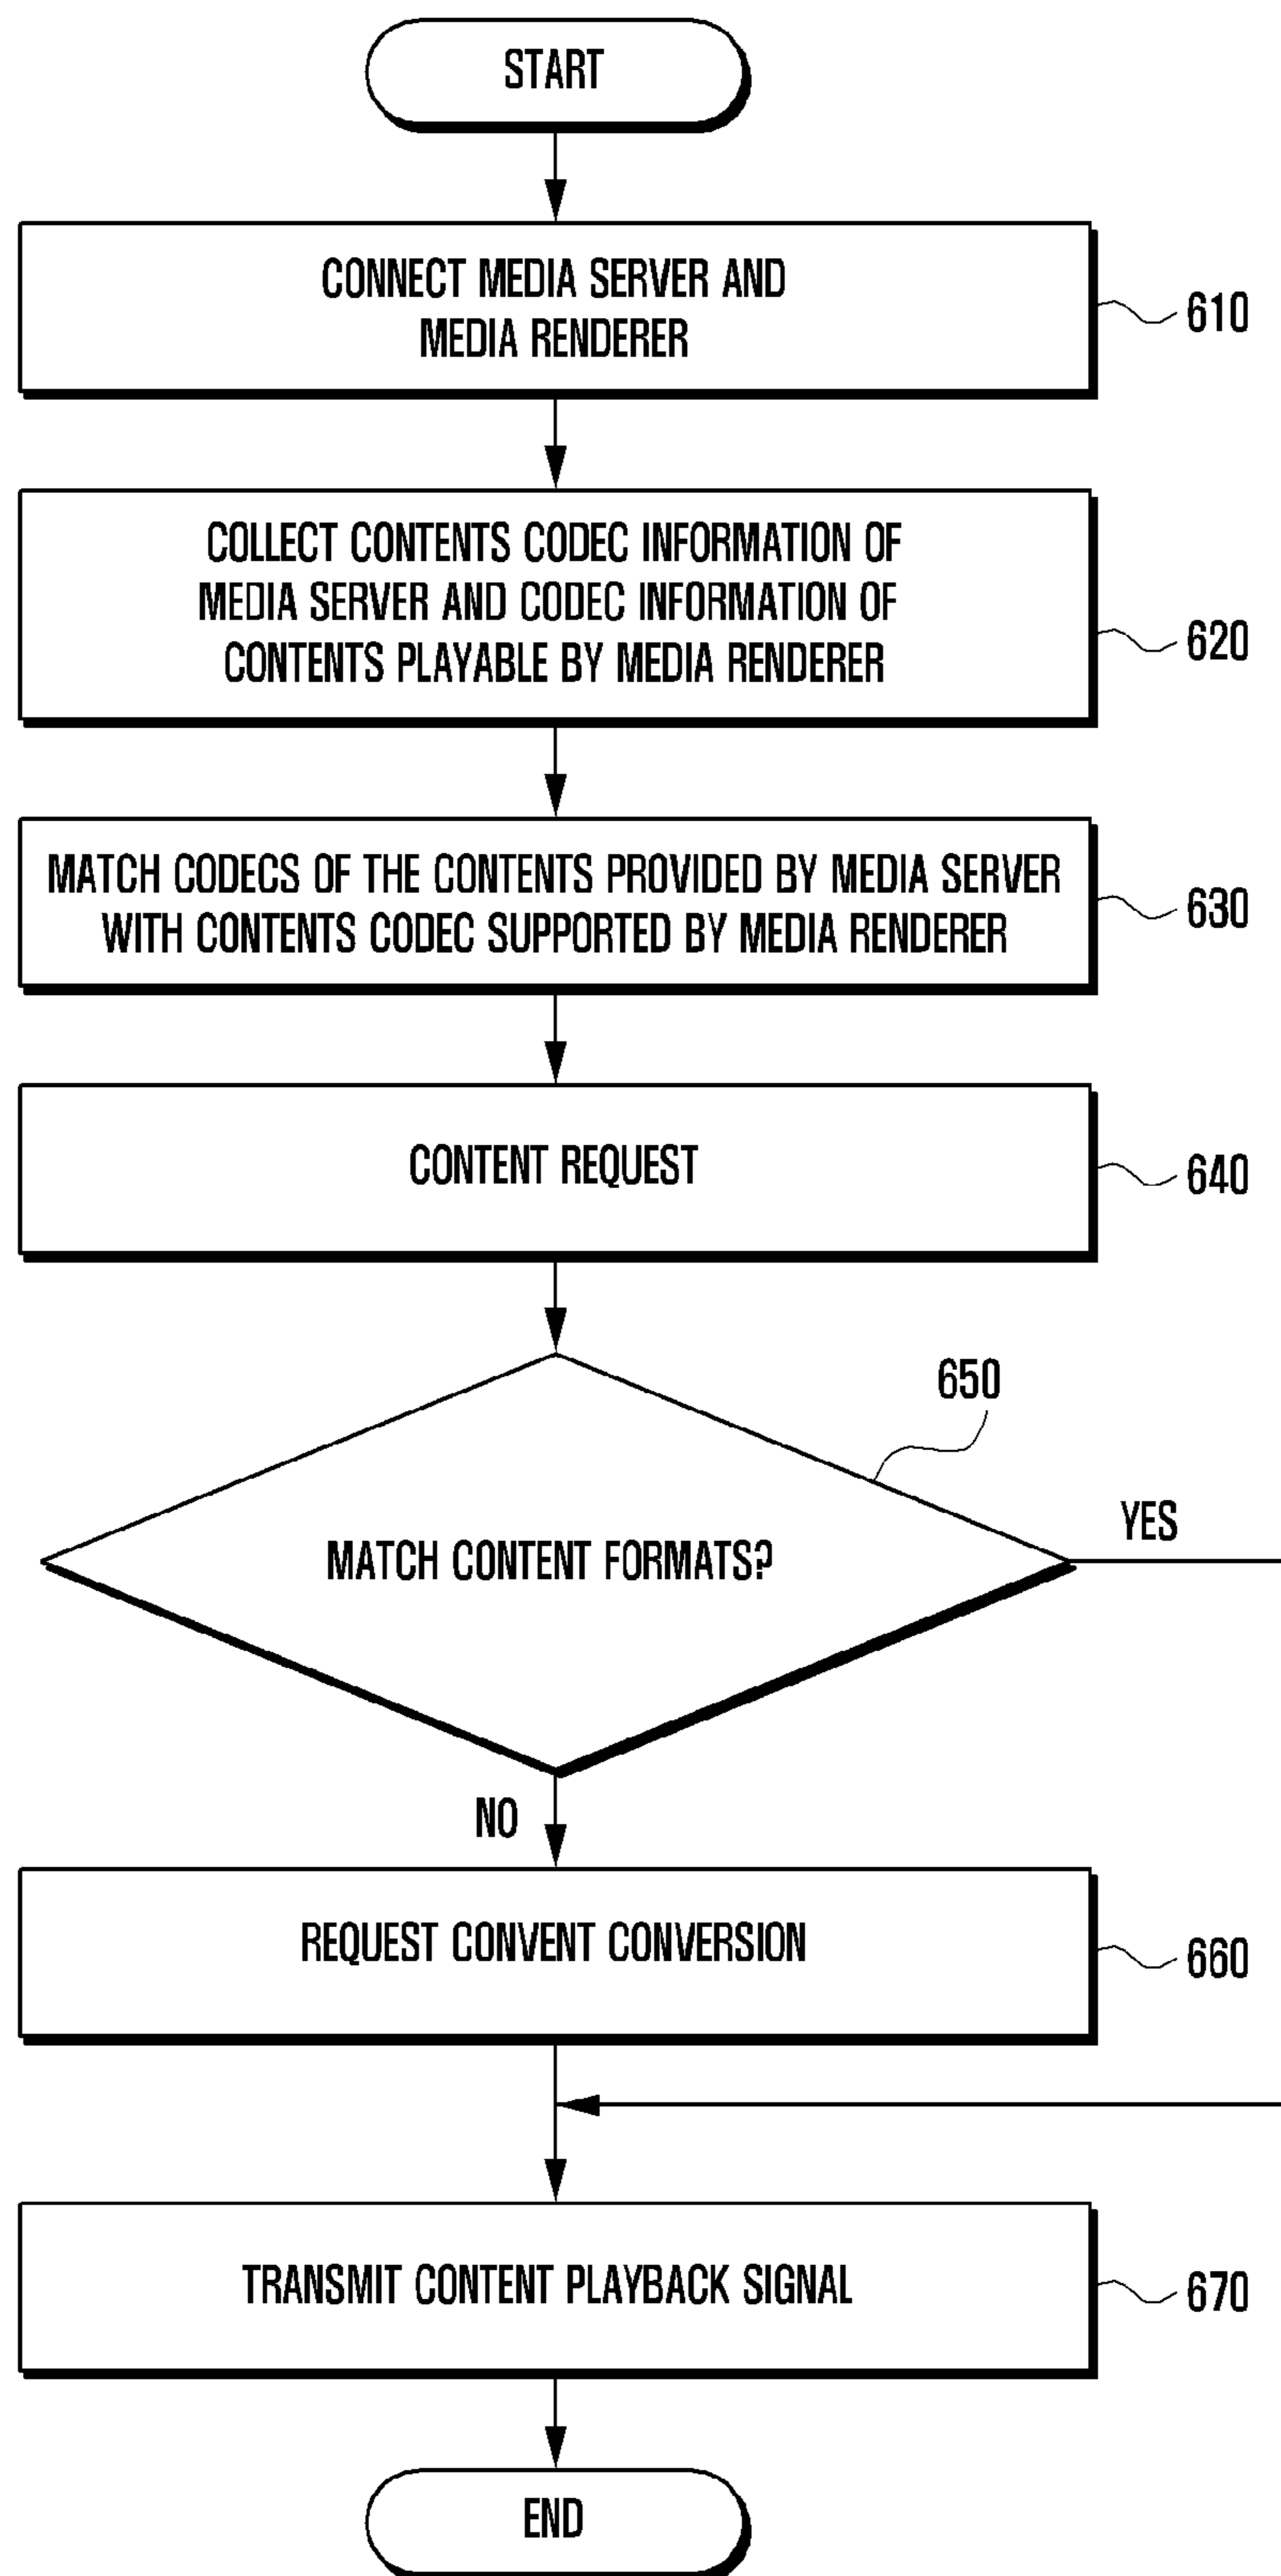 START
CONNECT MEDIA SERVER AND
MEDIA RENDERER
610
COLLECT CONTENTS CODEC INFORMATION OF
MEDIA SERVER AND CODEC INFORMATION OF
CONTENTS PLAYABLE BY MEDIA RENDERER
620
MATCH CODECS OF THE CONTENTS PROVIDED BY MEDIA SERVER
WITH CONTENTS CODEC SUPPORTED BY MEDIA RENDERER
630
CONTENT REQUEST
640
650
MATCH CONTENT FORMATS?
YES
NO
REQUEST CONVENT CONVERSION
660
TRANSMIT CONTENT PLAYBACK SIGNAL
670
END